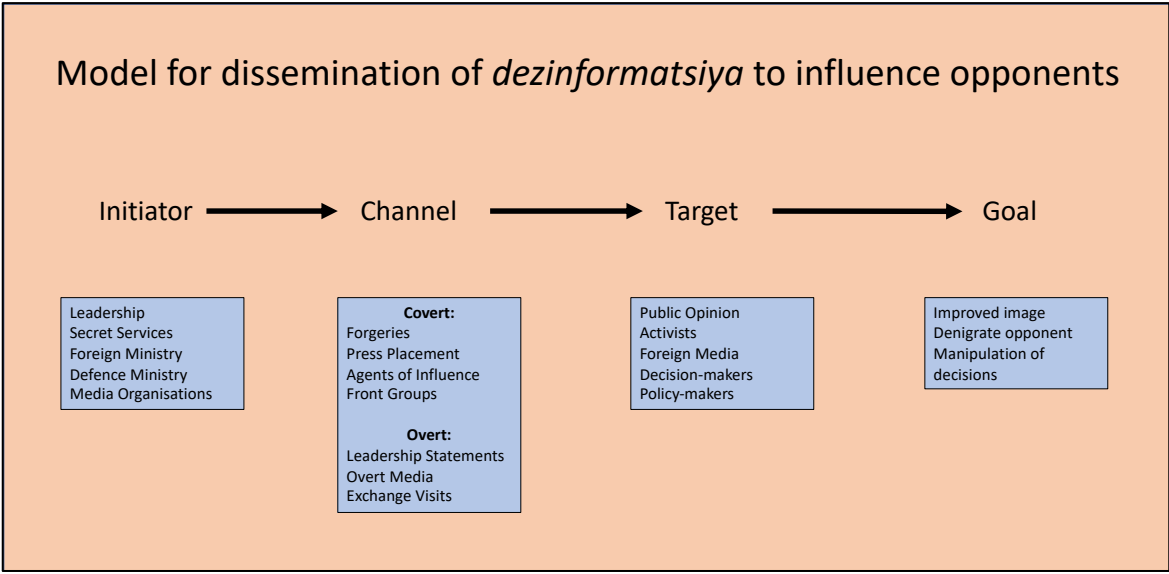 Model for dissemination of dezinformatsiya to influence opponents
Initiator
Channel
Target
Goal
Leadership
Secret Services
Foreign Ministry
Defence Ministry
Media Organisations
Covert:
Forgeries
Press Placement
Agents of Influence
Front Groups
Overt:
Leadership Statements
Overt Media
Exchange Visits
Public Opinion
Activists
Foreign Media
Decision-makers
Policy-makers
Improved image
Denigrate opponent
Manipulation of
decisions